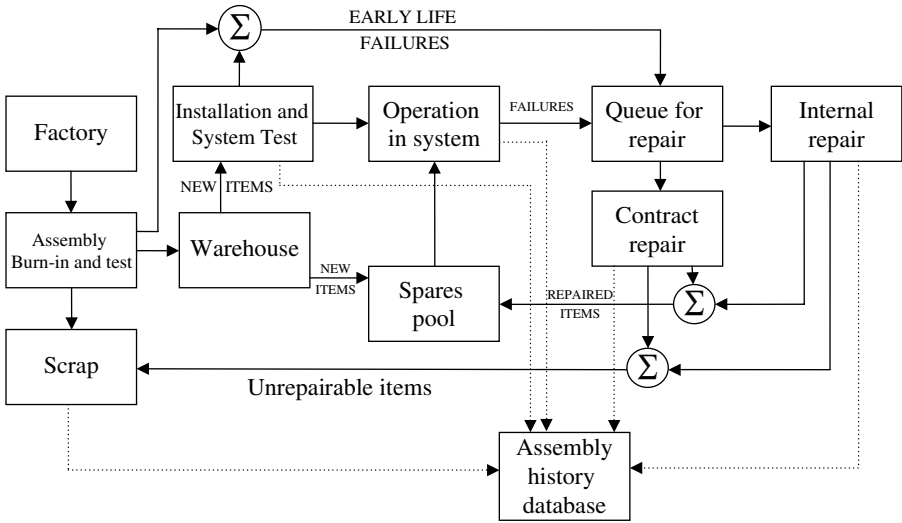 Σ
EARLY LIFE
FAILURES
Factory
Installation and
System Test
Operation
in system
FAILURES
Queue for
repair
Internal
repair
NEW ITEMS
Assembly
Burn-in and test
Warehouse
Contract
repair
NEW
ITEMS
Spares
pool
REPAIRED
ITEMS
Σ
Scrap
Σ
Unrepairable items
Assembly
history
database